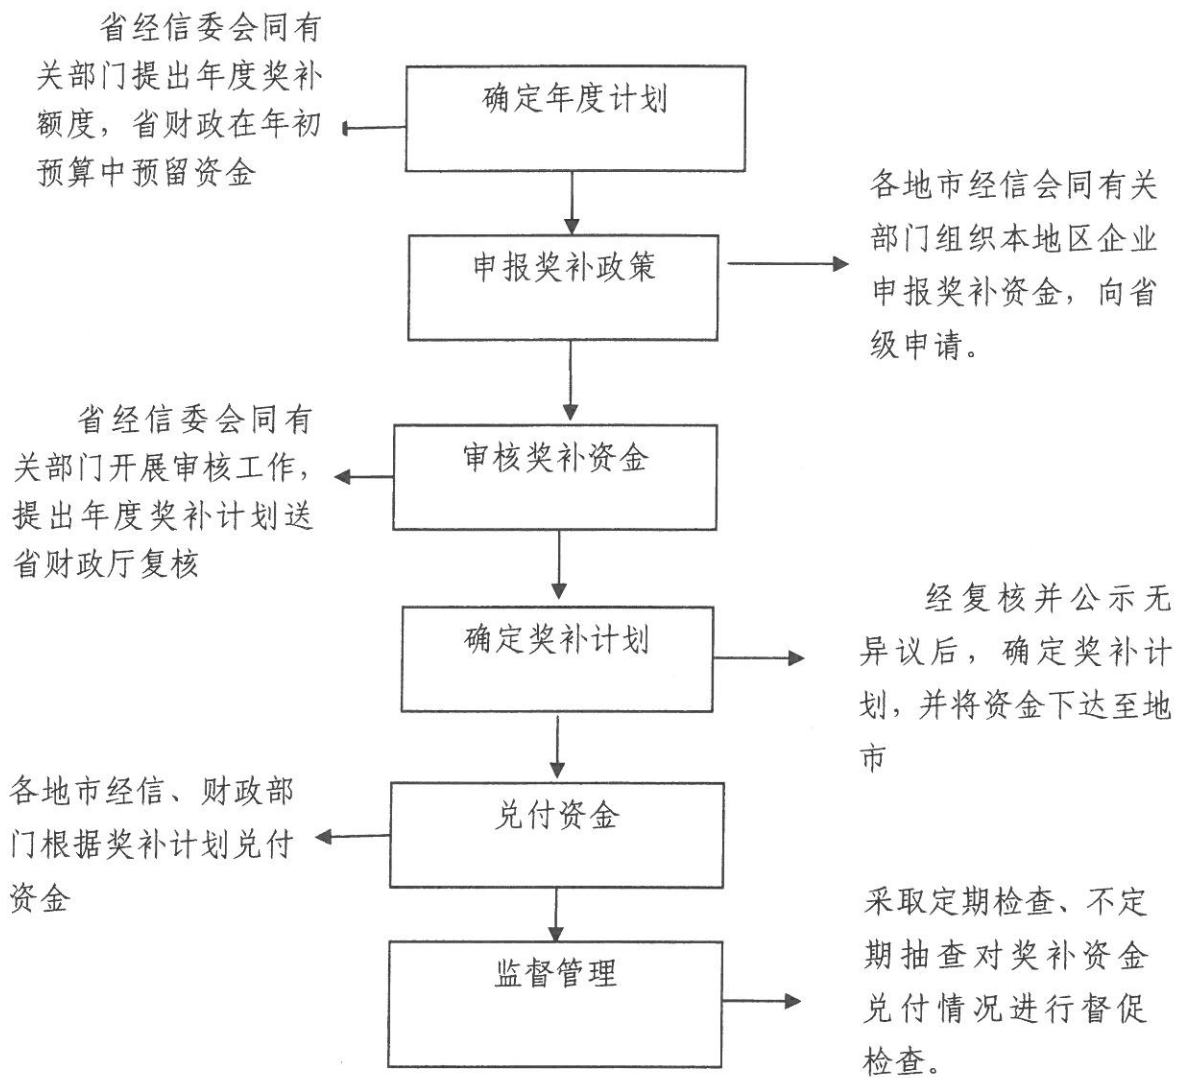 省经信委会同有
关部门提出年度奖补
额度，省财政在年初
预算中预留资金
确定年度计划
申报奖补政策
各地市经信会同有关
部门组织本地区企业
申报奖补资金，向省
级申请。
省经信委会同有
关部门开展审核工作，
提出年度奖补计划送
省财政厅复核
审核奖补资金
确定奖补计划
经复核并公示无
异议后，确定奖补计
划，并将资金下达至地
市
各地市经信、财政部
门根据奖补计划兑付
资金
兑付资金
监督管理
采取定期检查、不定
期抽查对奖补资金
兑付情况进行督促
检查。